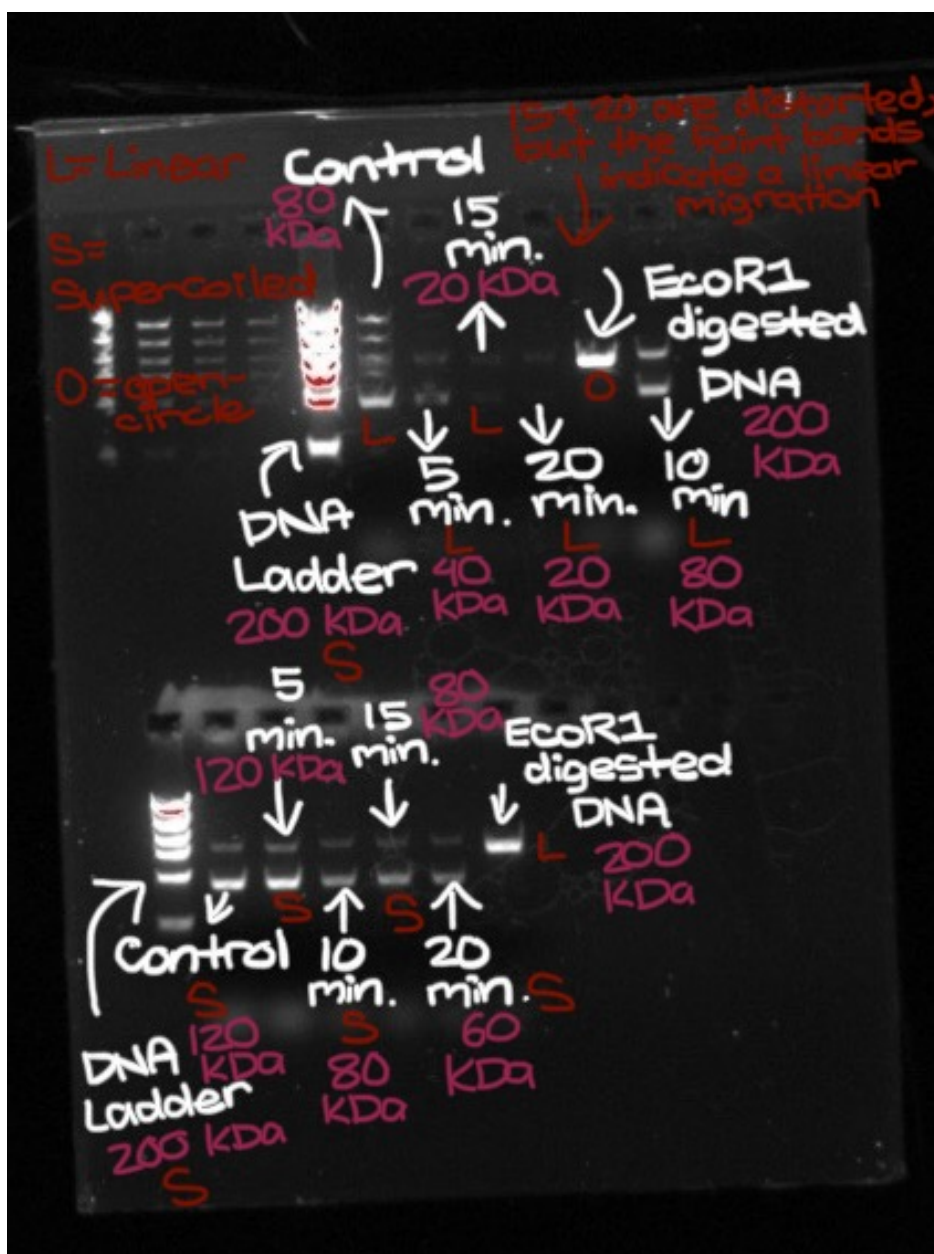 L = Linear
S =
Supercoiled
O = open-
circle
Control
80
KDa
15
min.
20 KDa
15 + 20 are distorted,
but the faint bands
indicate a linear
migration
EcoR1
digested
DNA
200
KDa
O
L
L
5
min.
L
40
KDa
20
min.
L
20
KDa
10
min
L
80
KDa
DNA
Ladder
200 KDa
S
5
min.
120 KDa
15
min.
80
KDa
EcoR1
digested
DNA
200
KDa
L
S
S
Control
S
120
KDa
10
min.
S
80
KDa
20
min.
S
60
KDa
DNA
Ladder
200 KDa
S